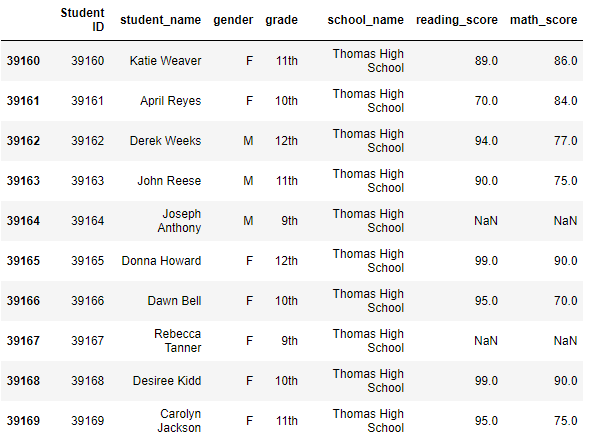 Student ID student_name gender grade school_name reading_score math_score
39160 39160 Katie Weaver F 11th Thomas High School 89.0 86.0
39161 39161 April Reyes F 10th Thomas High School 70.0 84.0
39162 39162 Derek Weeks M 12th Thomas High School 94.0 77.0
39163 39163 John Reese M 11th Thomas High School 90.0 75.0
39164 39164 Joseph Anthony M 9th Thomas High School NaN NaN
39165 39165 Donna Howard F 12th Thomas High School 99.0 90.0
39166 39166 Dawn Bell F 10th Thomas High School 95.0 70.0
39167 39167 Rebecca Tanner F 9th Thomas High School NaN NaN
39168 39168 Desiree Kidd F 10th Thomas High School 99.0 90.0
39169 39169 Carolyn Jackson F 11th Thomas High School 95.0 75.0